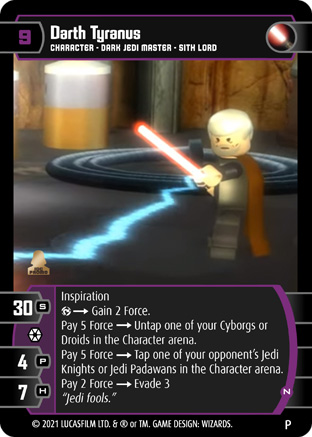 9 Darth Tyranus
CHARACTER - DARK JEDI MASTER - SITH LORD
Inspiration
30 S → Gain 2 Force.
Pay 5 Force → Untap one of your Cyborgs or
Droids in the Character arena.
4 P Pay 5 Force → Tap one of your opponent's Jedi
Knights or Jedi Padawans in the Character arena.
7 H Pay 2 Force → Evade 3
"Jedi fools." N
© 2021 LUCASFILM LTD. & ® or TM. GAME DESIGN: WIZARDS. P